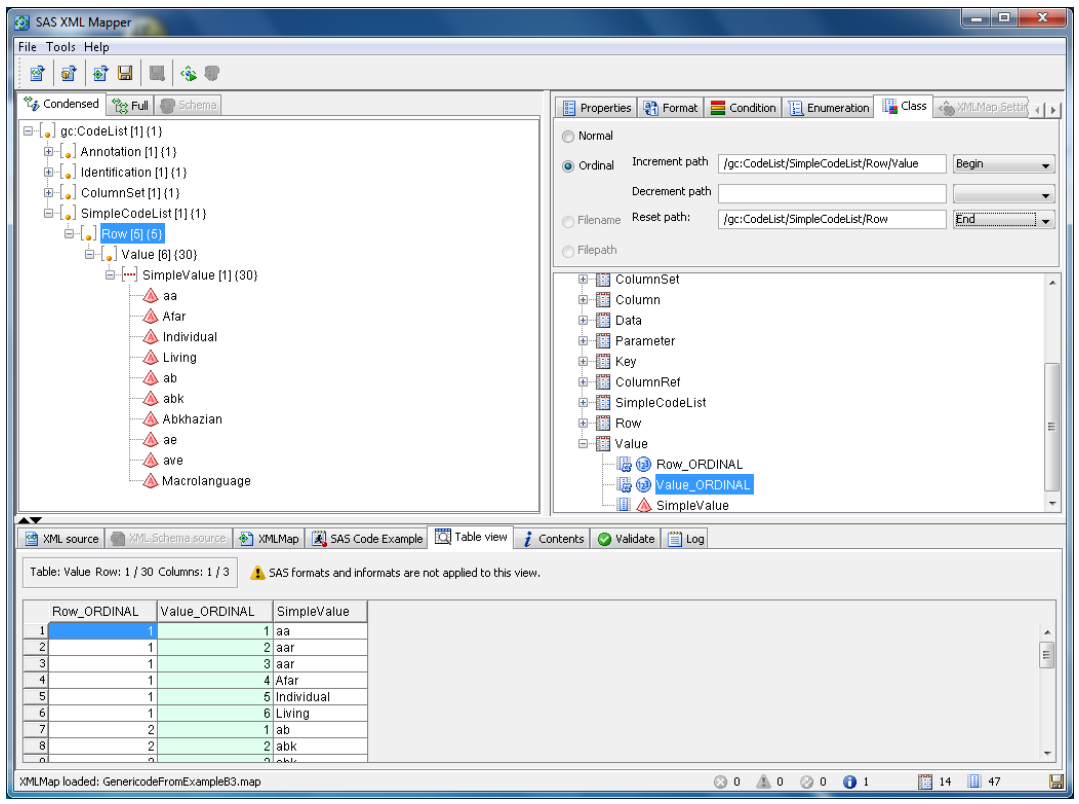 SAS XML Mapper
File Tools Help
Condensed Full Schema
gc:CodeList [1] {1}
Annotation [1] {1}
Identification [1] {1}
ColumnSet [1] {1}
SimpleCodeList [1] {1}
Row [5] {5}
Value [6] {30}
SimpleValue [1] {30}
aa
Afar
Individual
Living
ab
abk
Abkhazian
ae
ave
Macrolanguage
Properties Format Condition Enumeration Class XMLMap Settin
Normal
Ordinal Increment path /gc:CodeList/SimpleCodeList/Row/Value Begin
Decrement path
Filename Reset path: /gc:CodeList/SimpleCodeList/Row End
Filepath
ColumnSet
Column
Data
Parameter
Key
ColumnRef
SimpleCodeList
Row
Value
Row_ORDINAL
Value_ORDINAL
SimpleValue
XML source XML Schema source XMLMap SAS Code Example Table view Contents Validate Log
Table: Value Row: 1 / 30 Columns: 1 / 3 SAS formats and informats are not applied to this view.
Row_ORDINAL Value_ORDINAL SimpleValue
1 1 1 aa
2 1 2 aar
3 1 3 aar
4 1 4 Afar
5 1 5 Individual
6 1 6 Living
7 2 1 ab
8 2 2 abk
XMLMap loaded: GenericodeFromExampleB3.map 0 0 0 1 14 47